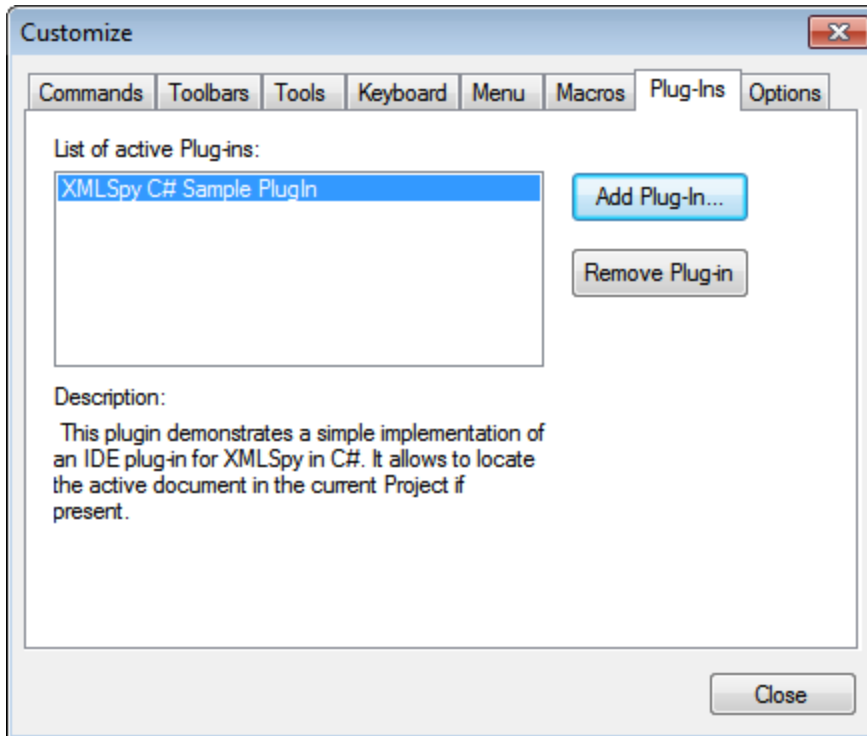 Customize
Commands Toolbars Tools Keyboard Menu Macros Plug-Ins Options
List of active Plug-ins:
XMLSpy C# Sample PlugIn
Add Plug-In...
Remove Plug-in
Description:
This plugin demonstrates a simple implementation of
an IDE plug-in for XMLSpy in C#. It allows to locate
the active document in the current Project if
present.
Close